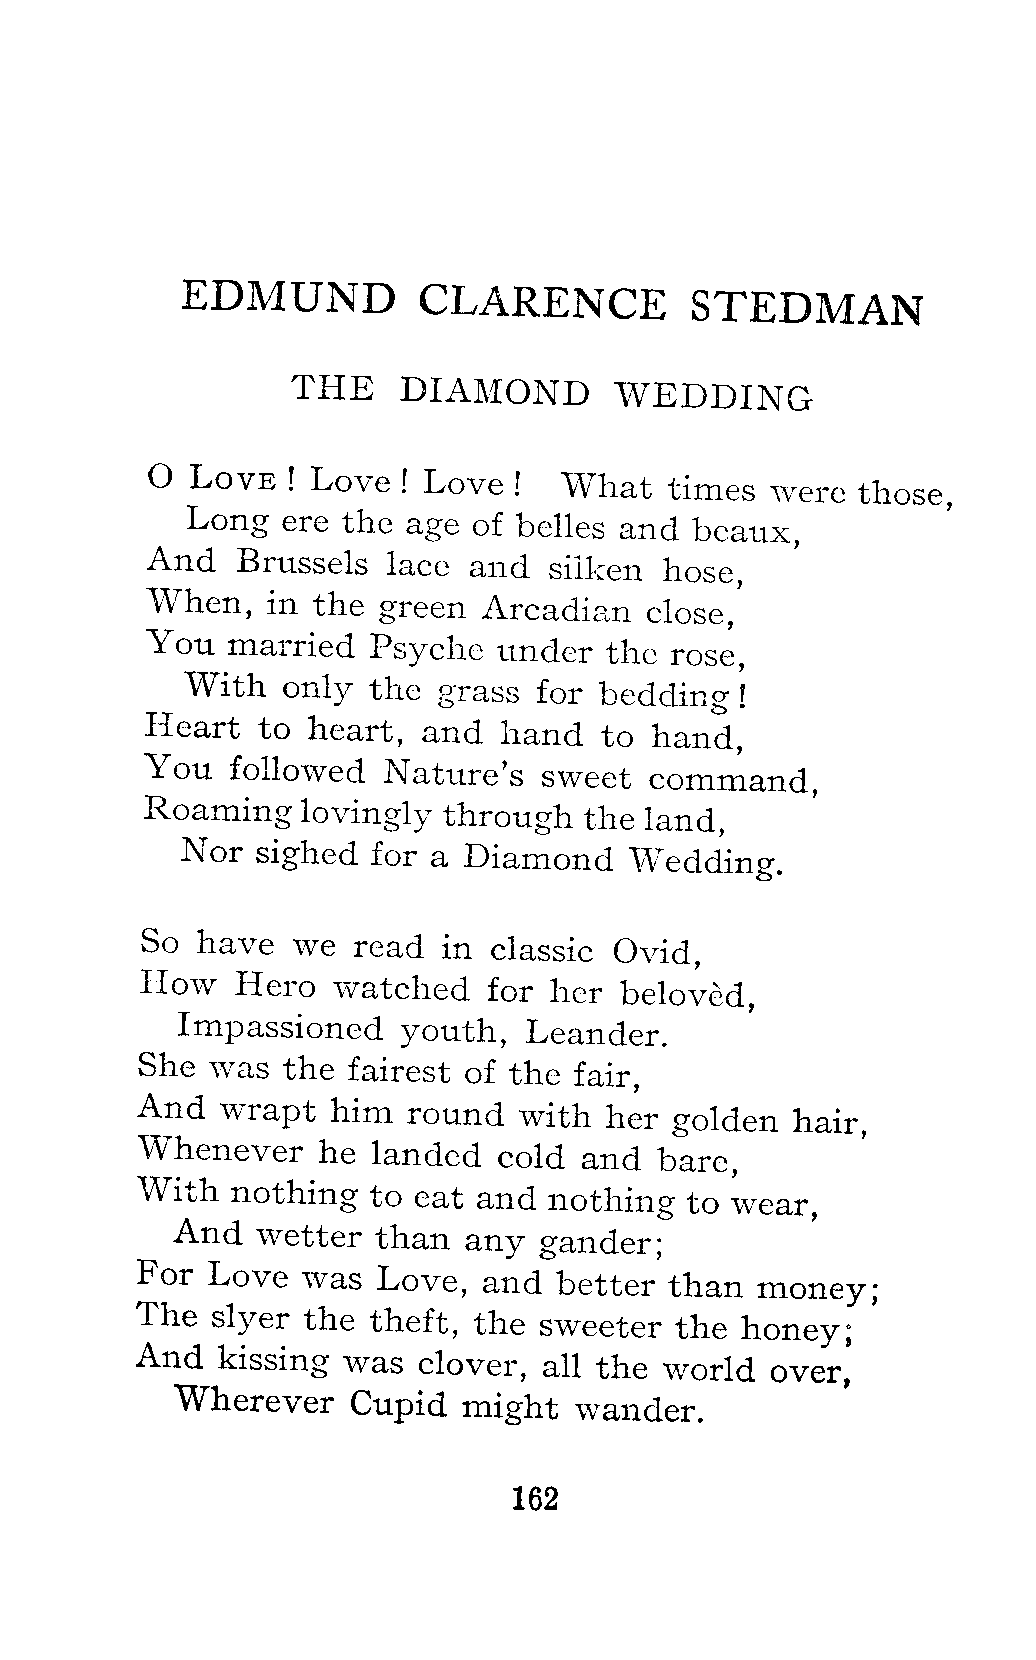 EDMUND CLARENCE STEDMAN
THE DIAMOND WEDDING
O LOVE! Love! Love! What times were those,
Long ere the age of belles and beaux,
And Brussels lace and silken hose,
When, in the green Arcadian close,
You married Psyche under the rose,
With only the grass for bedding!
Heart to heart, and hand to hand,
You followed Nature's sweet command,
Roaming lovingly through the land,
Nor sighed for a Diamond Wedding.
So have we read in classic Ovid,
How Hero watched for her belovèd,
Impassioned youth, Leander.
She was the fairest of the fair,
And wrapt him round with her golden hair,
Whenever he landed cold and bare,
With nothing to eat and nothing to wear,
And wetter than any gander;
For Love was Love, and better than money;
The slyer the theft, the sweeter the honey;
And kissing was clover, all the world over,
Wherever Cupid might wander.
162